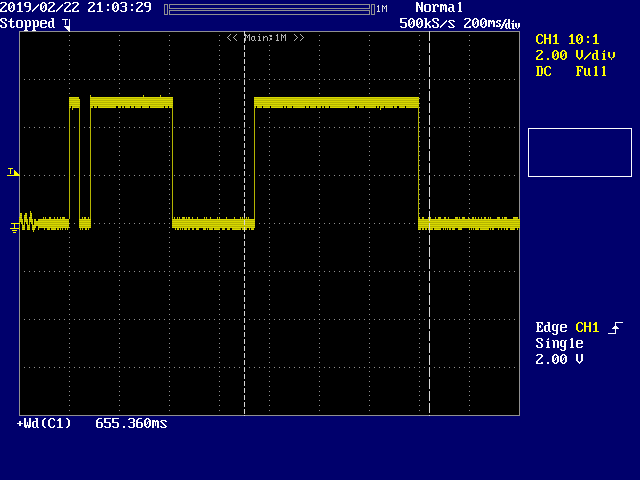 2019/02/22 21:03:29 1M Normal
Stopped T 500kS/s 200ms/div
<< Main:1M >>
CH1 10:1
2.00 V/div
DC Full
T
Edge CH1
Single
2.00 V
+Wd(C1) 655.360ms